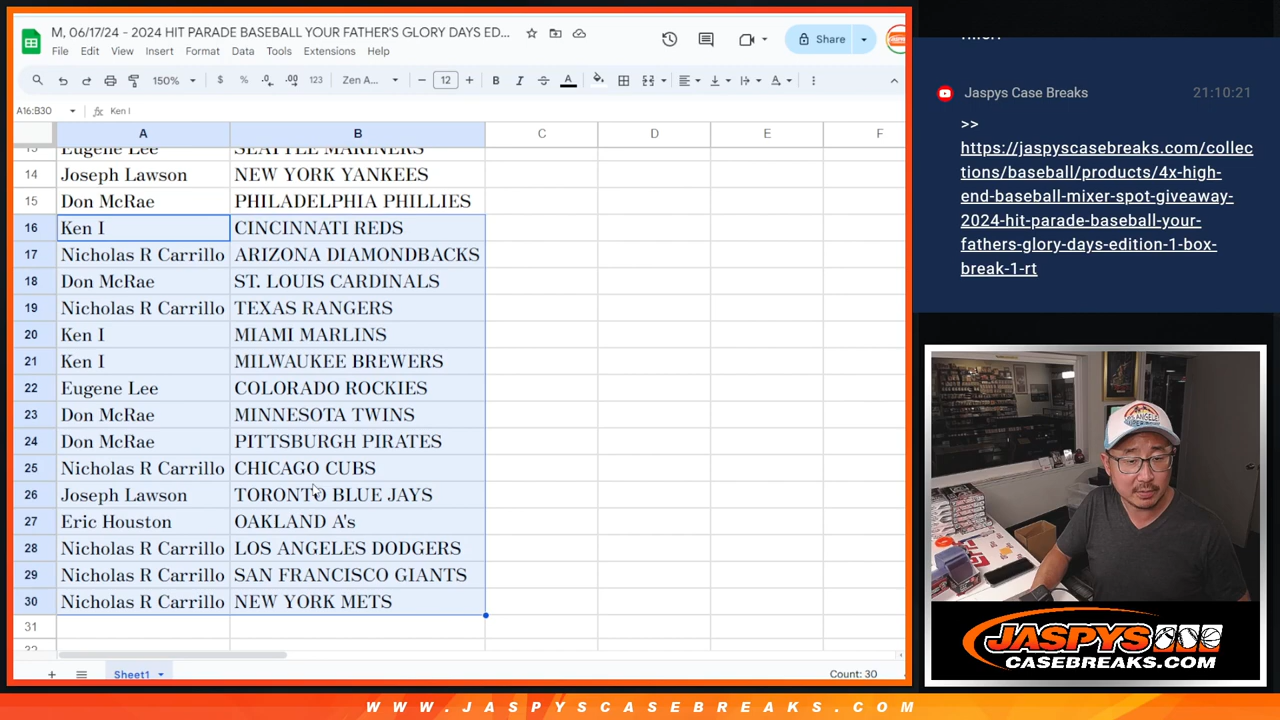 M, 06/17/24 - 2024 HIT PARADE BASEBALL YOUR FATHER'S GLORY DAYS ED...
File Edit View Insert Format Data Tools Extensions Help
Share
150% $ % .0 .00 123 Zen A... 12 B I A
A16:B30 fx Ken I
A B C D E F
13 Eugene Lee SEATTLE MARINERS
14 Joseph Lawson NEW YORK YANKEES
15 Don McRae PHILADELPHIA PHILLIES
16 Ken I CINCINNATI REDS
17 Nicholas R Carrillo ARIZONA DIAMONDBACKS
18 Don McRae ST. LOUIS CARDINALS
19 Nicholas R Carrillo TEXAS RANGERS
20 Ken I MIAMI MARLINS
21 Ken I MILWAUKEE BREWERS
22 Eugene Lee COLORADO ROCKIES
23 Don McRae MINNESOTA TWINS
24 Don McRae PITTSBURGH PIRATES
25 Nicholas R Carrillo CHICAGO CUBS
26 Joseph Lawson TORONTO BLUE JAYS
27 Eric Houston OAKLAND A's
28 Nicholas R Carrillo LOS ANGELES DODGERS
29 Nicholas R Carrillo SAN FRANCISCO GIANTS
30 Nicholas R Carrillo NEW YORK METS
31
32
Sheet1
Count: 30
Jaspys Case Breaks 21:10:21
>>
https://jaspyscasebreaks.com/collec
tions/baseball/products/4x-high-
end-baseball-mixer-spot-giveaway-
2024-hit-parade-baseball-your-
fathers-glory-days-edition-1-box-
break-1-rt
JASPYS
CASEBREAKS.COM
WWW.JASPYSCASEBREAKS.COM